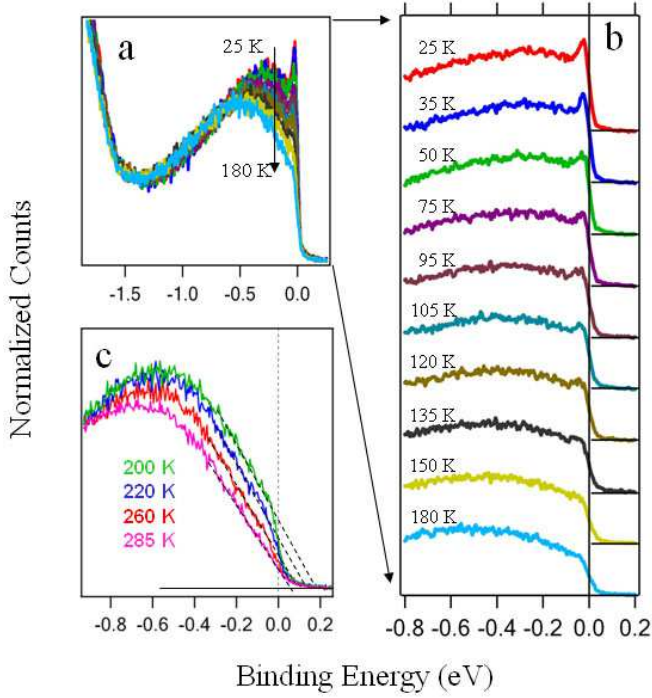 a
25 K
180 K
-1.5 -1.0 -0.5 0.0
b
25 K
35 K
50 K
75 K
95 K
105 K
120 K
135 K
150 K
180 K
-0.8 -0.6 -0.4 -0.2 0.0 0.2
c
200 K
220 K
260 K
285 K
-0.8 -0.6 -0.4 -0.2 0.0 0.2
Normalized Counts
Binding Energy (eV)